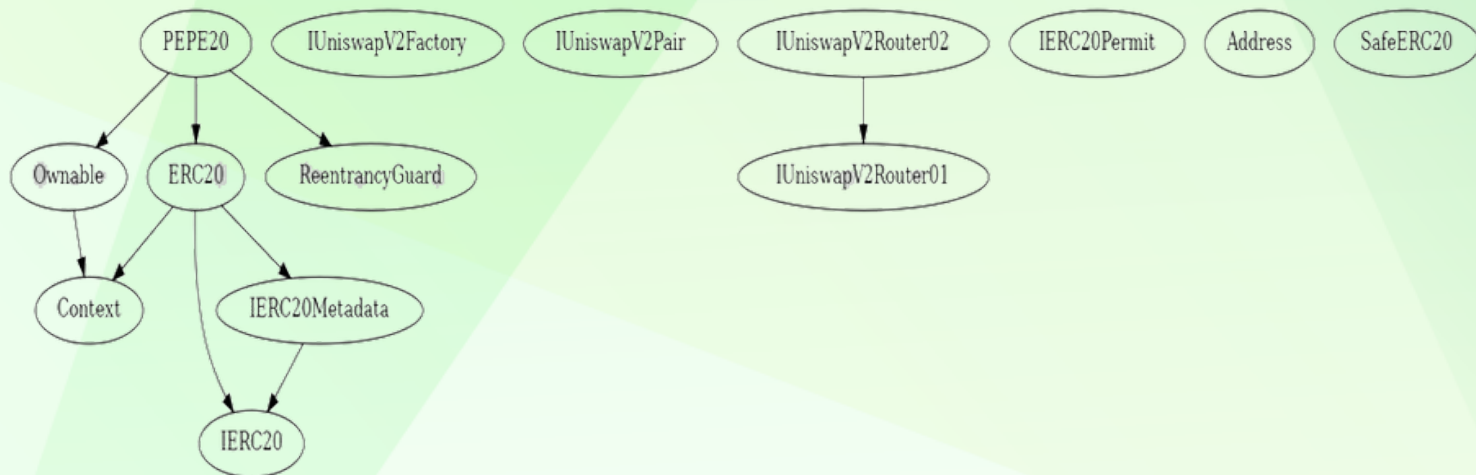 PEPE20
IUniswapV2Factory
IUniswapV2Pair
IUniswapV2Router02
IERC20Permit
Address
SafeERC20
Ownable
ERC20
ReentrancyGuard
IUniswapV2Router01
Context
IERC20Metadata
IERC20